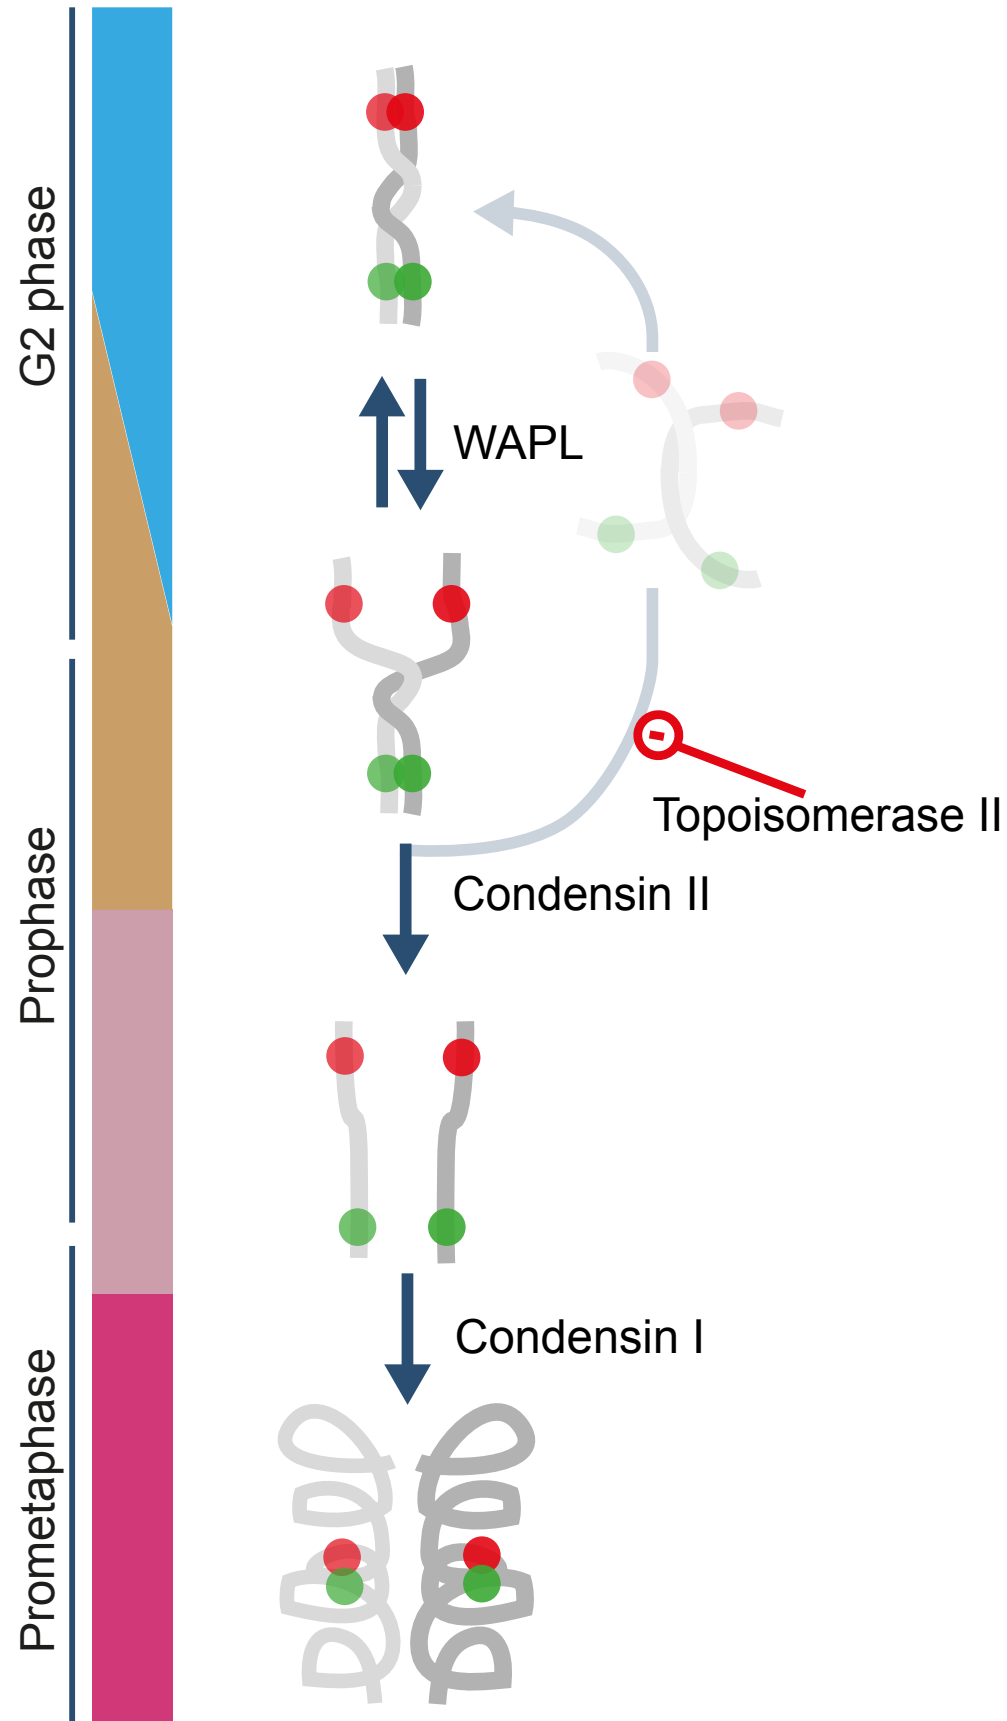 G2 phase
WAPL
Topoisomerase II
Prophase
Condensin II
Condensin I
Prometaphase